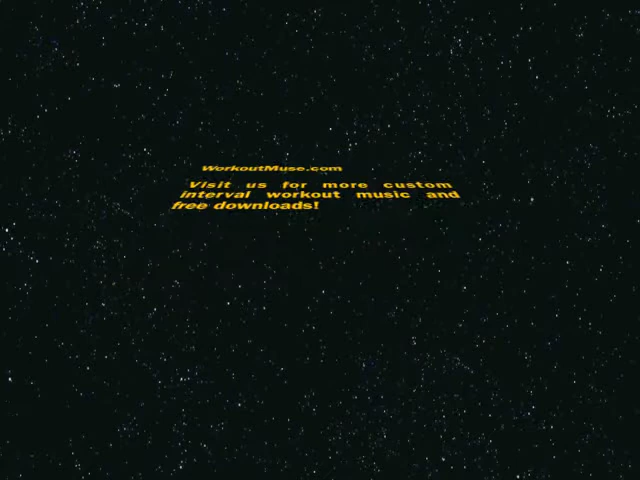 WorkoutMuse.com
Visit us for more custom
interval workout music and
free downloads!